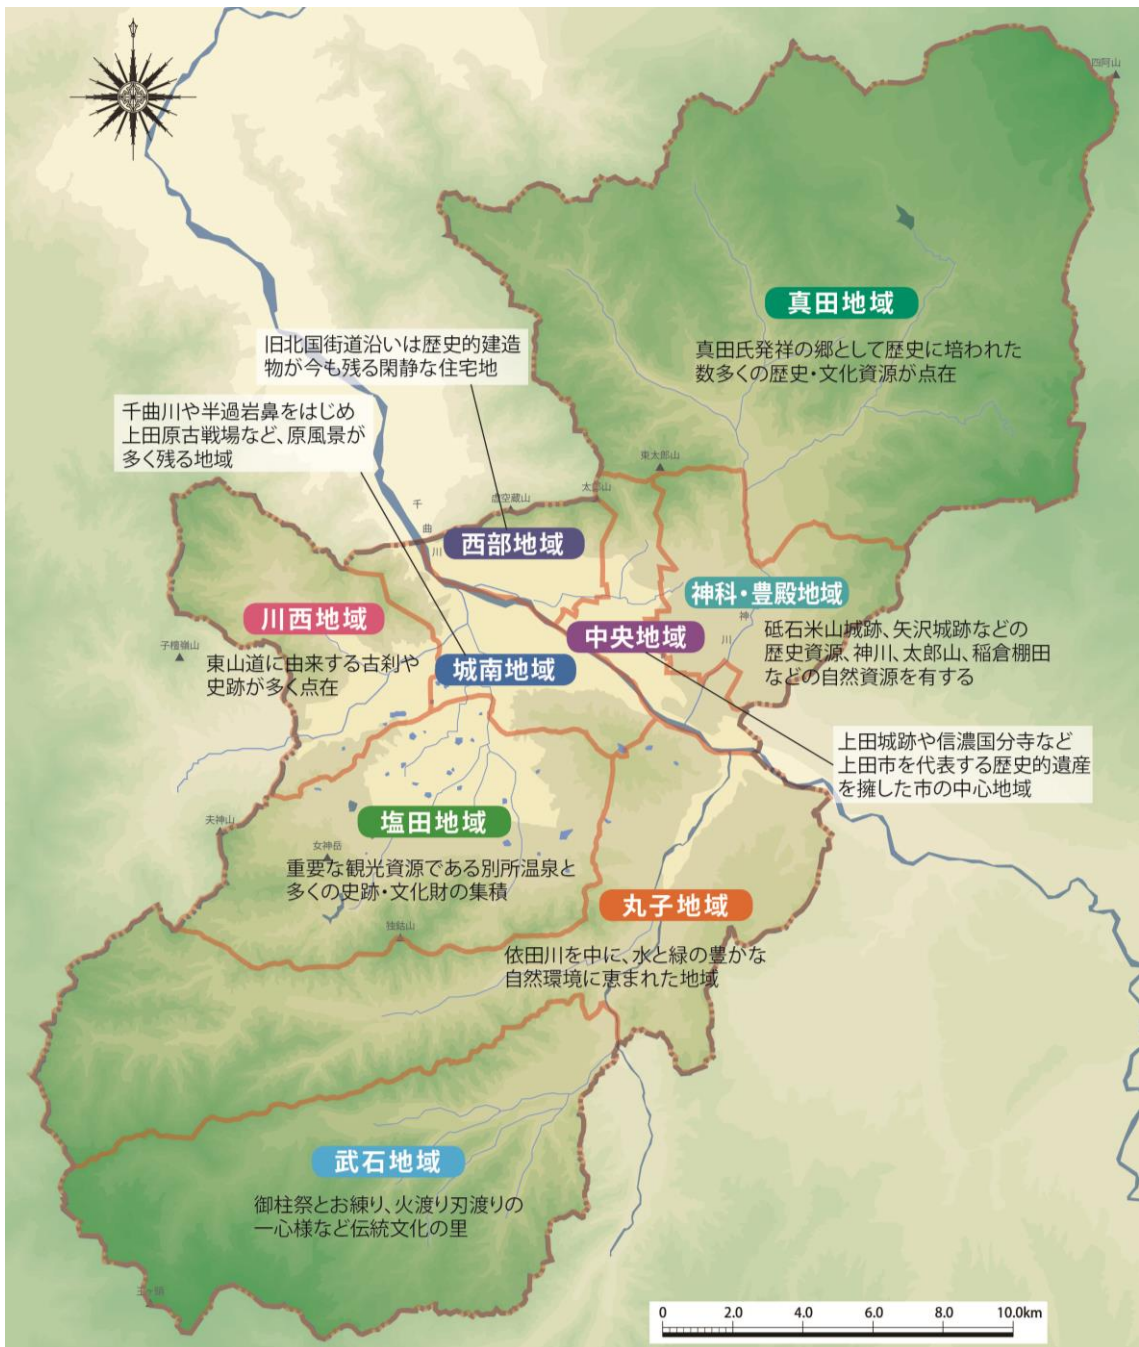 四阿山
真田地域
真田氏発祥の郷として歴史に培われた
数多くの歴史・文化資源が点在
旧北国街道沿いは歴史的建造
物が今も残る閑静な住宅地
千曲川や半過岩鼻をはじめ
上田原古戦場など、原風景が
多く残る地域
東太郎山
太郎山
虚空蔵山
千曲川
西部地域
神科・豊殿地域
神川
砥石米山城跡、矢沢城跡などの
歴史資源、神川、太郎山、稲倉棚田
などの自然資源を有する
川西地域
中央地域
子檀嶺山
東山道に由来する古刹や
史跡が多く点在
城南地域
上田城跡や信濃国分寺など
上田市を代表する歴史的遺産
を擁した市の中心地域
塩田地域
夫神山
女神岳
重要な観光資源である別所温泉と
多くの史跡・文化財の集積
丸子地域
独鈷山
依田川を中に、水と緑の豊かな
自然環境に恵まれた地域
武石地域
御柱祭とお練り、火渡り刃渡りの
一心様など伝統文化の里
0 2.0 4.0 6.0 8.0 10.0km